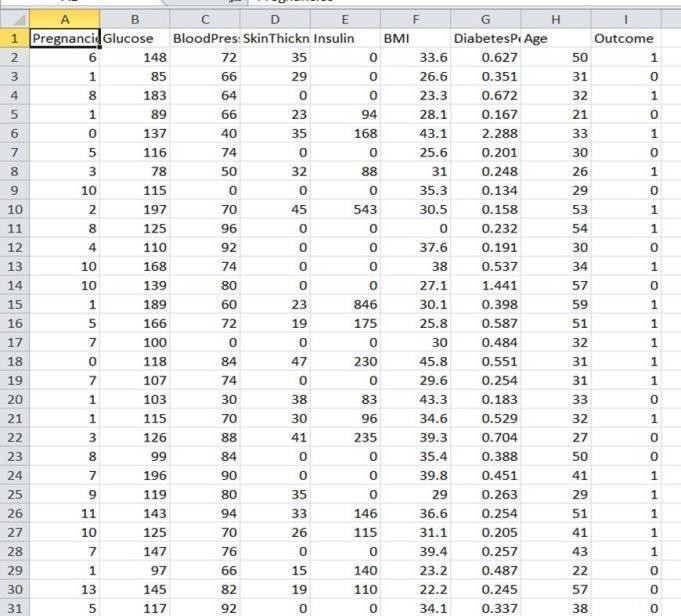 A B C D E F G H I
1 Pregnancie Glucose BloodPres SkinThickn Insulin BMI DiabetesPe Age Outcome
2 6 148 72 35 0 33.6 0.627 50 1
3 1 85 66 29 0 26.6 0.351 31 0
4 8 183 64 0 0 23.3 0.672 32 1
5 1 89 66 23 94 28.1 0.167 21 0
6 0 137 40 35 168 43.1 2.288 33 1
7 5 116 74 0 0 25.6 0.201 30 0
8 3 78 50 32 88 31 0.248 26 1
9 10 115 0 0 0 35.3 0.134 29 0
10 2 197 70 45 543 30.5 0.158 53 1
11 8 125 96 0 0 0 0.232 54 1
12 4 110 92 0 0 37.6 0.191 30 0
13 10 168 74 0 0 38 0.537 34 1
14 10 139 80 0 0 27.1 1.441 57 0
15 1 189 60 23 846 30.1 0.398 59 1
16 5 166 72 19 175 25.8 0.587 51 1
17 7 100 0 0 0 30 0.484 32 1
18 0 118 84 47 230 45.8 0.551 31 1
19 7 107 74 0 0 29.6 0.254 31 1
20 1 103 30 38 83 43.3 0.183 33 0
21 1 115 70 30 96 34.6 0.529 32 1
22 3 126 88 41 235 39.3 0.704 27 0
23 8 99 84 0 0 35.4 0.388 50 0
24 7 196 90 0 0 39.8 0.451 41 1
25 9 119 80 35 0 29 0.263 29 1
26 11 143 94 33 146 36.6 0.254 51 1
27 10 125 70 26 115 31.1 0.205 41 1
28 7 147 76 0 0 39.4 0.257 43 1
29 1 97 66 15 140 23.2 0.487 22 0
30 13 145 82 19 110 22.2 0.245 57 0
31 5 117 92 0 0 34.1 0.337 38 0